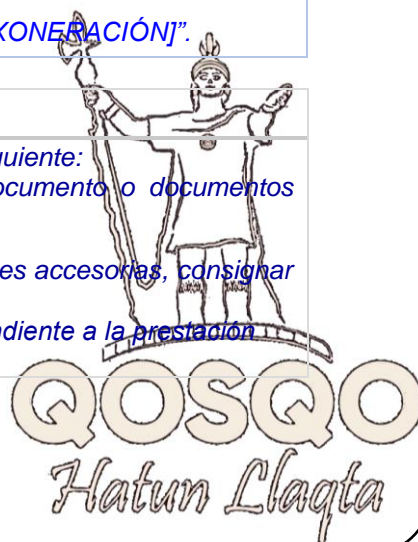 XONERACIÓN]”.
guiente:
ocumento o documentos
es accesorias, consignar
ndiente a la prestación
QOSQO
Hatun Llaqta